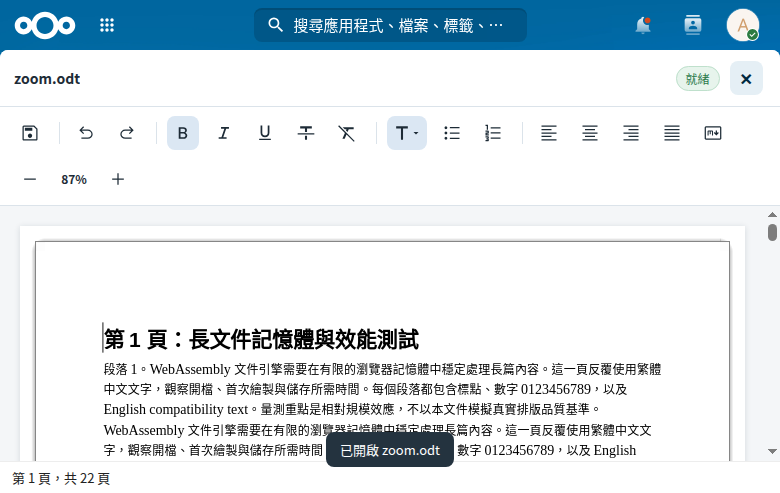 搜尋應用程式、檔案、標籤、…
A
zoom.odt
就緒
87%
第 1 頁：長文件記憶體與效能測試
段落 1。WebAssembly 文件引擎需要在有限的瀏覽器記憶體中穩定處理長篇內容。這一頁反覆使用繁體
中文文字，觀察開檔、首次繪製與儲存所需時間。每個段落都包含標點、數字 0123456789，以及
English compatibility text。量測重點是相對規模效應，不以本文件模擬真實排版品質基準。
WebAssembly 文件引擎需要在有限的瀏覽器記憶體中穩定處理長篇內容。這一頁反覆使用繁體中文文
字，觀察開檔、首次繪製與儲存所需時間 數字 0123456789，以及 English
已開啟 zoom.odt
第 1 頁，共 22 頁